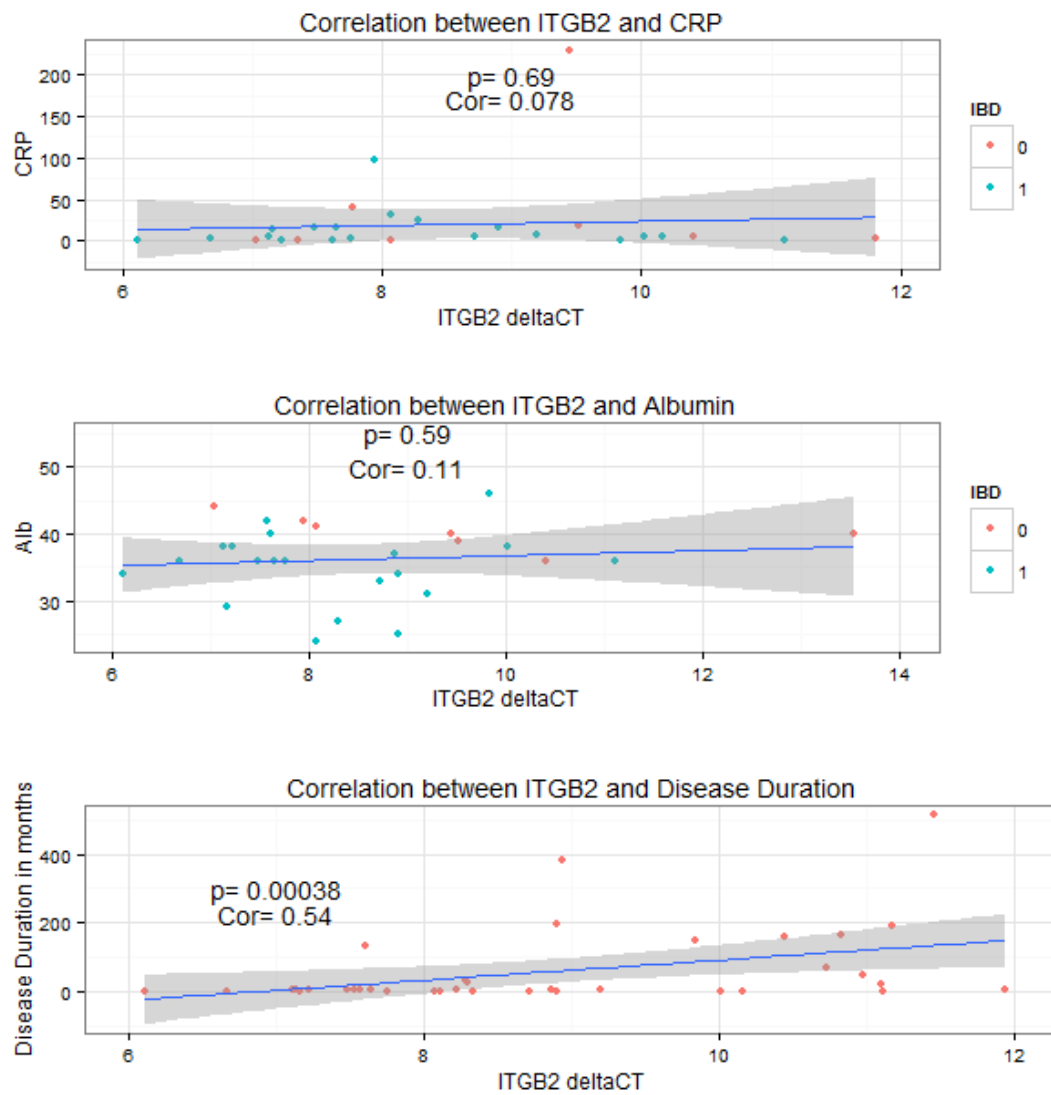 Correlation between ITGB2 and CRP
p= 0.69
Cor= 0.078
CRP
200
150
100
50
0
6 8 10 12
ITGB2 deltaCT
IBD
0
1
Correlation between ITGB2 and Albumin
p= 0.59
Cor= 0.11
Alb
50
40
30
6 8 10 12 14
ITGB2 deltaCT
IBD
0
1
Correlation between ITGB2 and Disease Duration
p= 0.00038
Cor= 0.54
Disease Duration in months
400
200
0
6 8 10 12
ITGB2 deltaCT